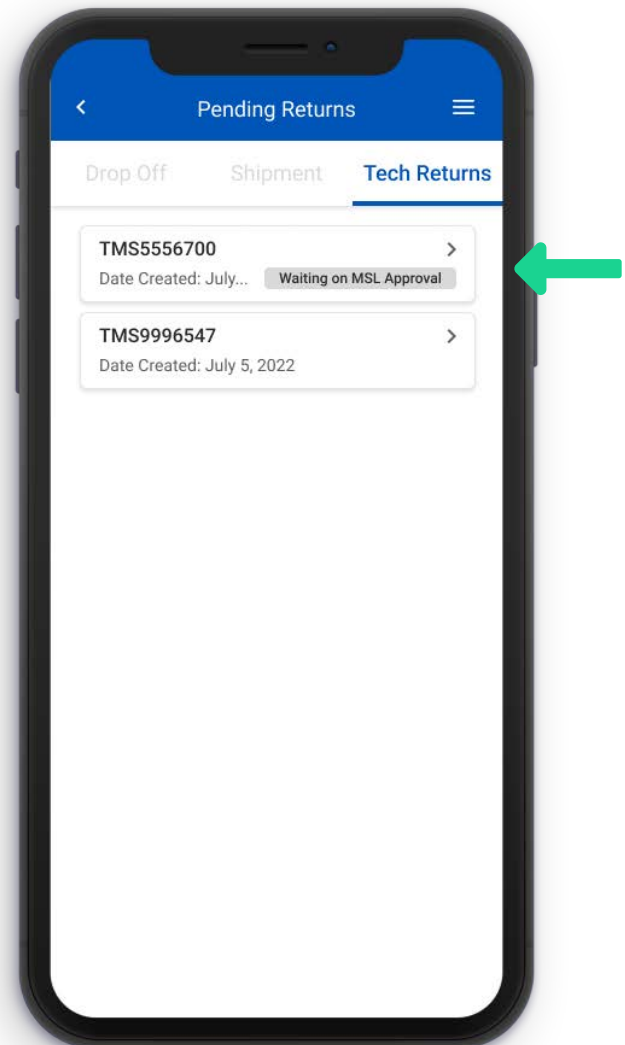 Pending Returns
Drop Off Shipment Tech Returns
TMS5556700
Date Created: July... Waiting on MSL Approval
TMS9996547
Date Created: July 5, 2022